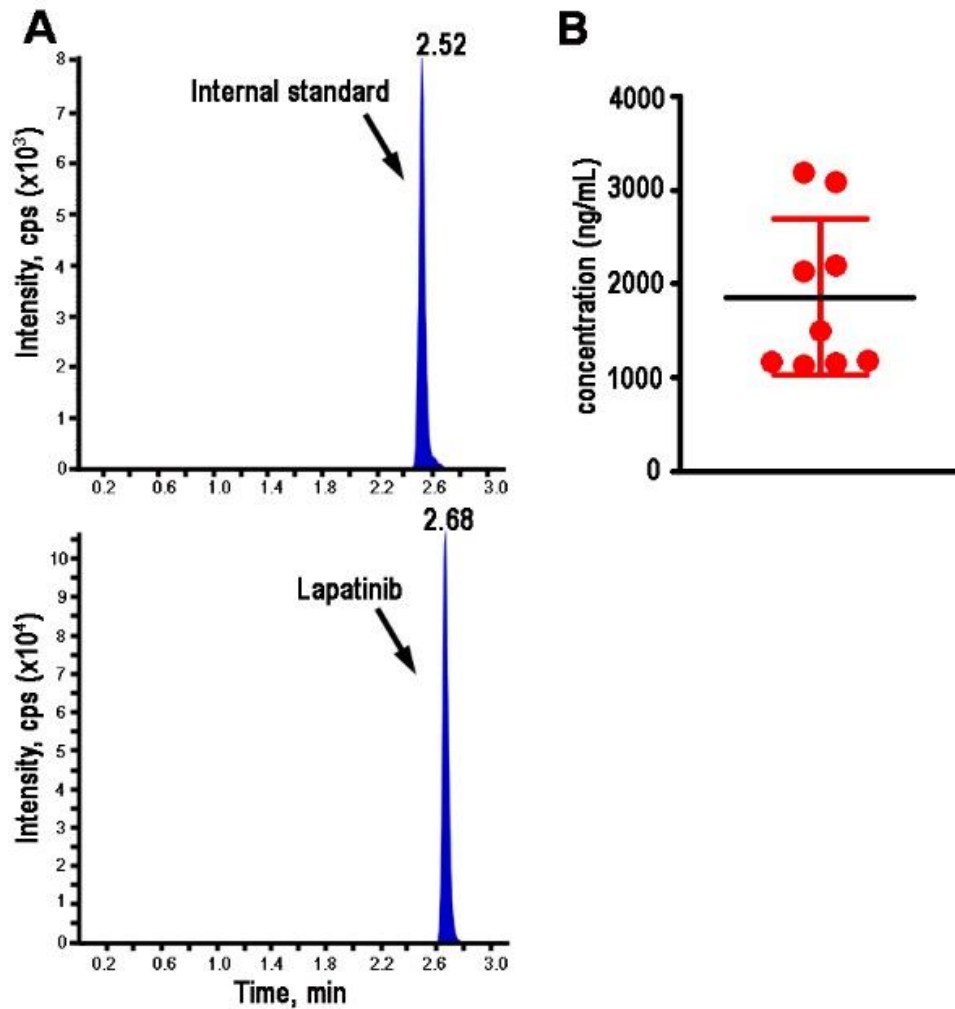 A
2.52
Internal standard
Intensity, cps (x10³)
8
7
6
5
4
3
2
1
0
0.2 0.6 1.0 1.4 1.8 2.2 2.6 3.0
2.68
Lapatinib
Intensity, cps (x10⁴)
10
9
8
7
6
5
4
3
2
1
0
0.2 0.6 1.0 1.4 1.8 2.2 2.6 3.0
Time, min
B
concentration (ng/mL)
4000
3000
2000
1000
0